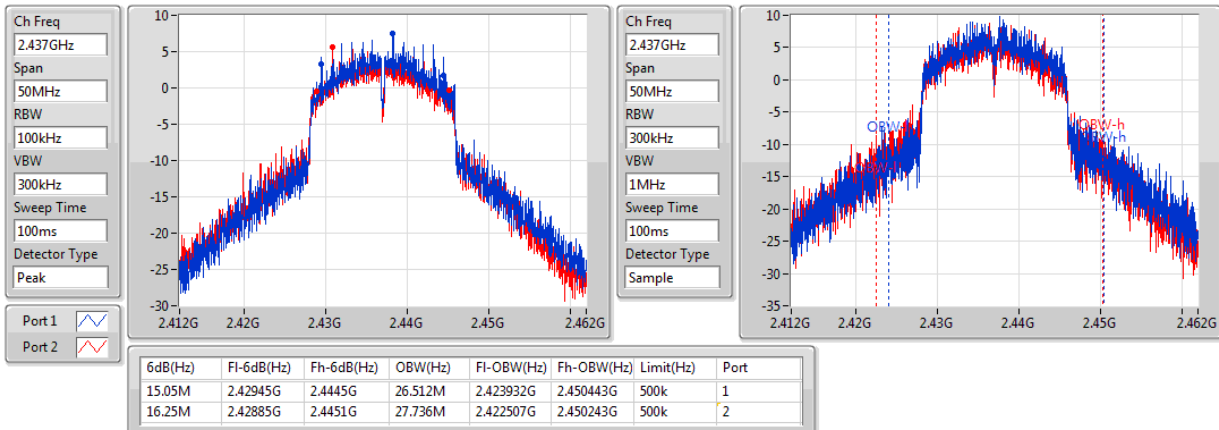 Ch Freq
2.437GHz
Span
50MHz
RBW
100kHz
VBW
300kHz
Sweep Time
100ms
Detector Type
Peak
Port 1
Port 2
10
5
0
-5
-10
-15
-20
-25
-30
2.412G 2.42G 2.43G 2.44G 2.45G 2.462G
Ch Freq
2.437GHz
Span
50MHz
RBW
300kHz
VBW
1MHz
Sweep Time
100ms
Detector Type
Sample
10
5
0
-5
-10
-15
-20
-25
-30
-35
OBW-h
2.412G 2.42G 2.43G 2.44G 2.45G 2.462G
6dB(Hz) Fl-6dB(Hz) Fh-6dB(Hz) OBW(Hz) Fl-OBW(Hz) Fh-OBW(Hz) Limit(Hz) Port
15.05M 2.42945G 2.4445G 26.512M 2.423932G 2.450443G 500k 1
16.25M 2.42885G 2.4451G 27.736M 2.422507G 2.450243G 500k 2